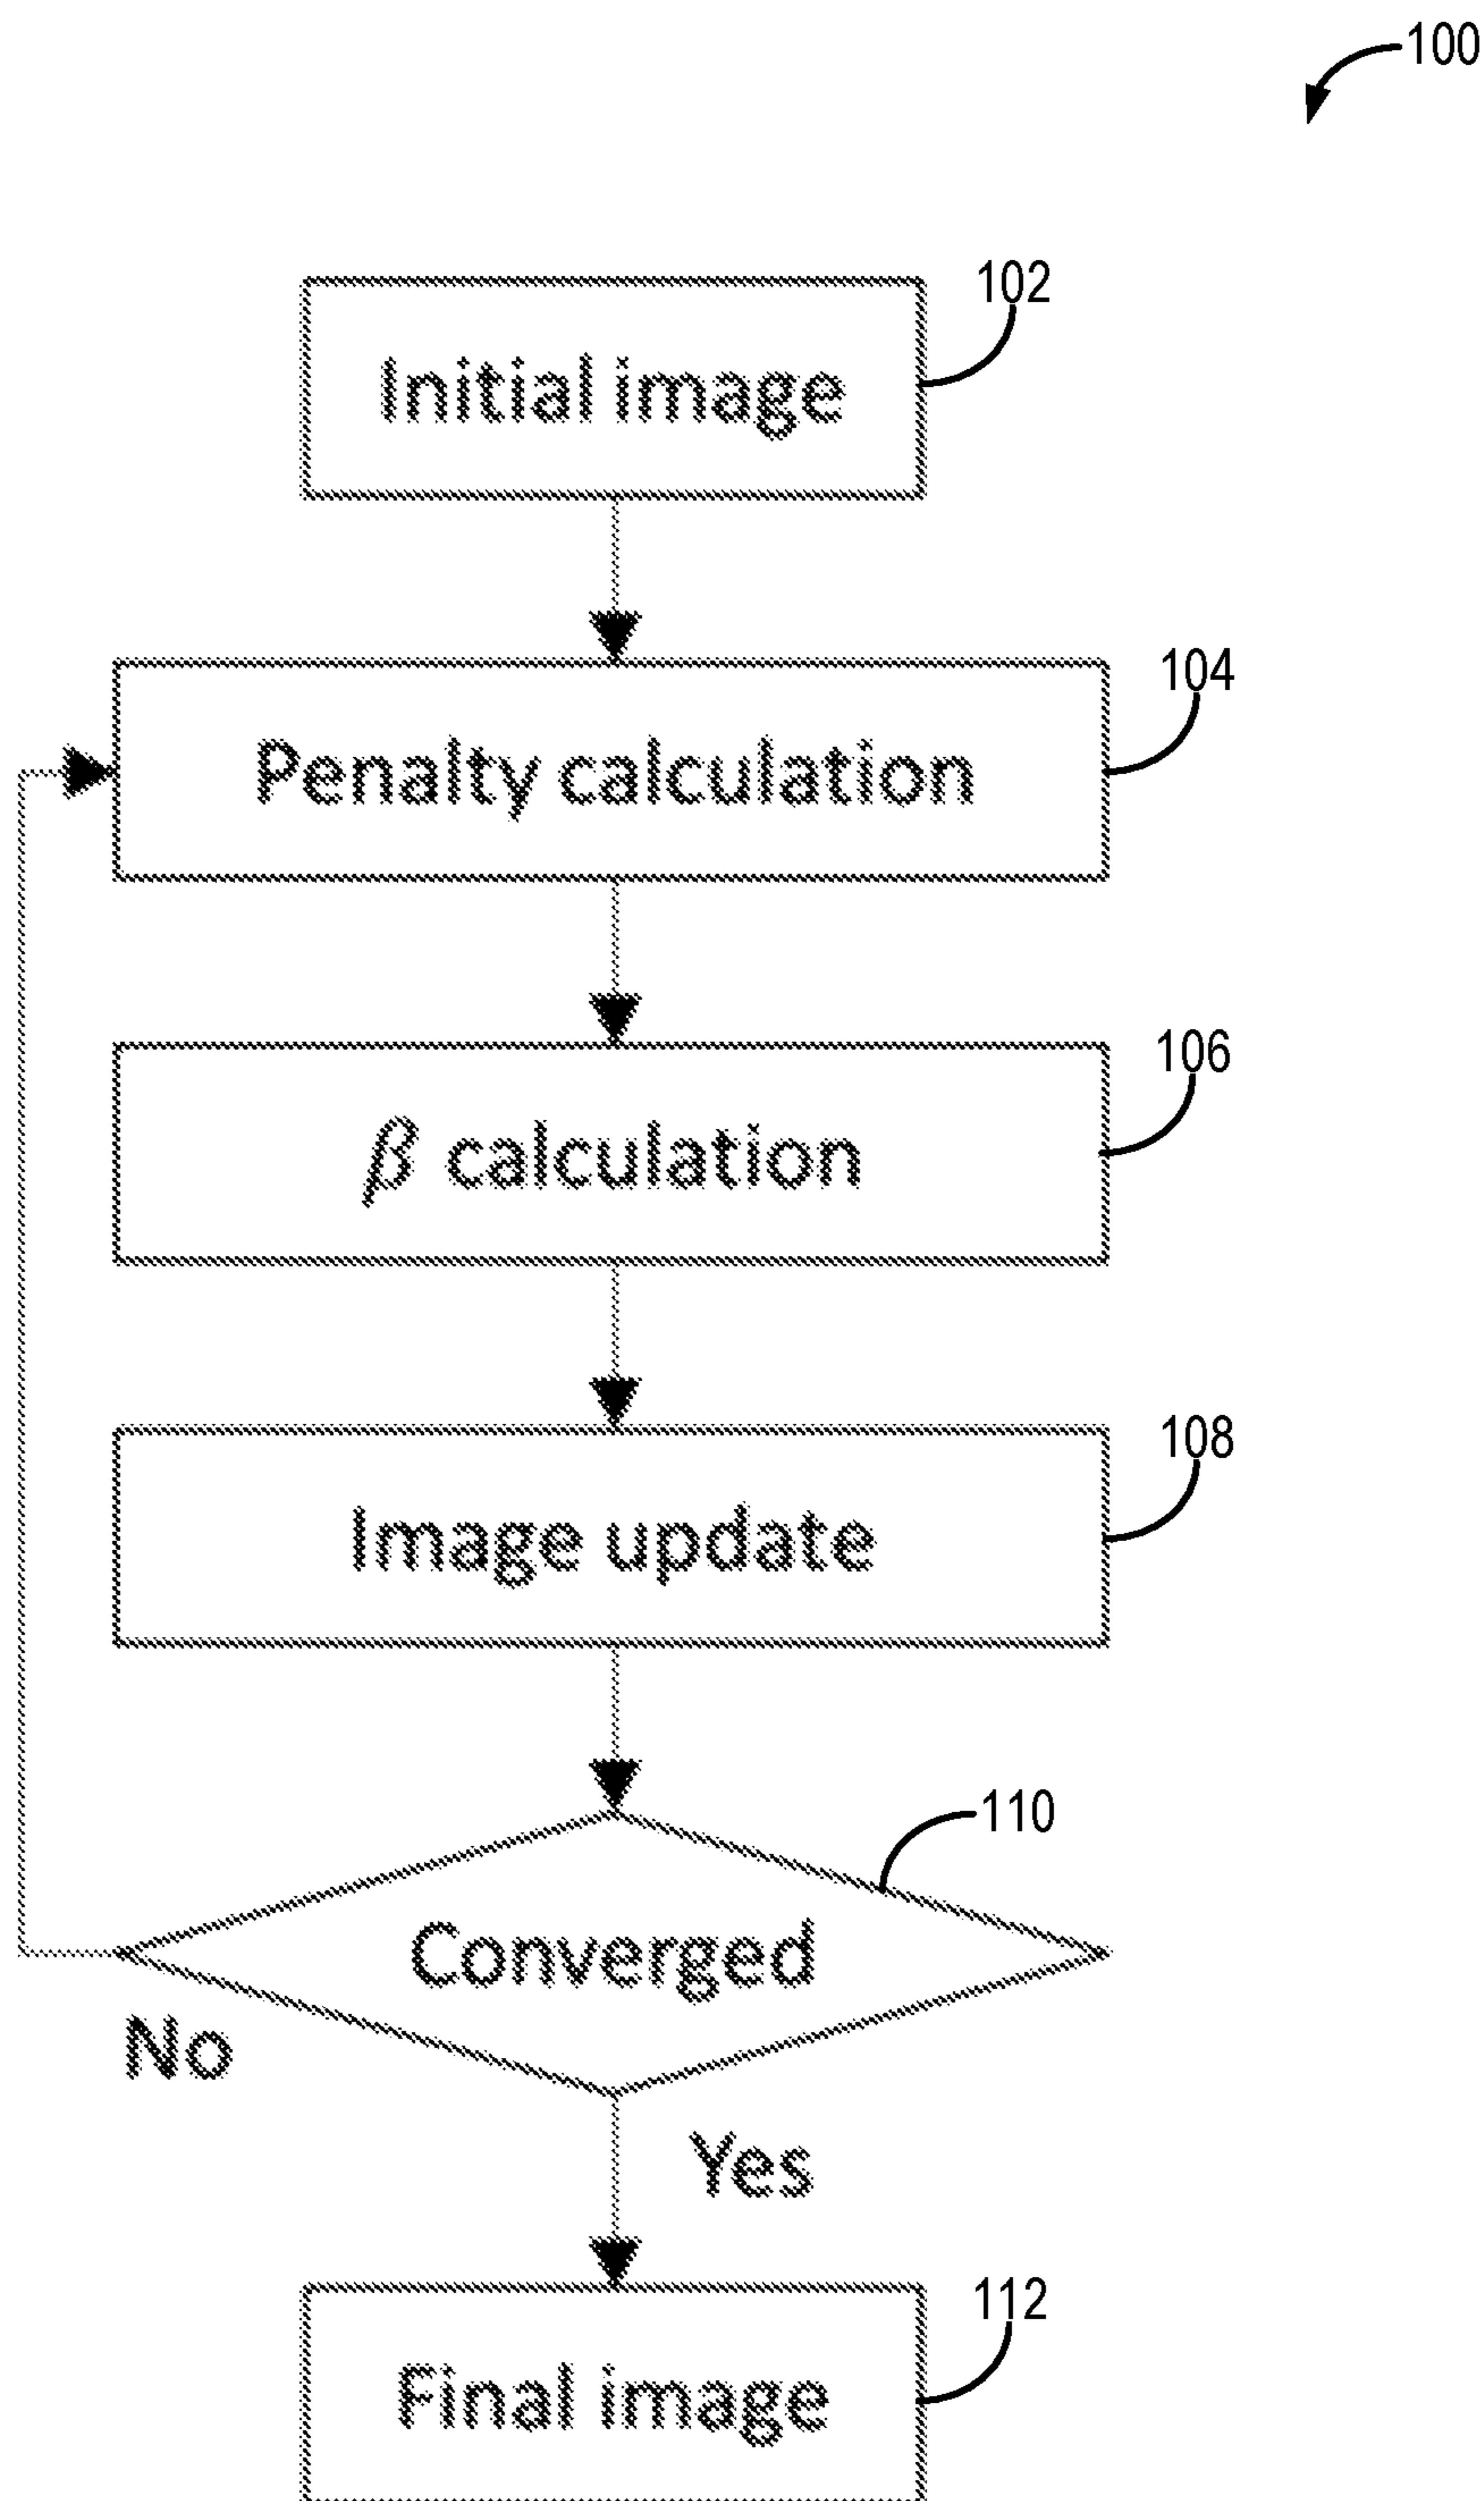 100
102
Initial image
104
Penalty calculation
106
β calculation
108
Image update
110
Converged
No
Yes
112
Final image